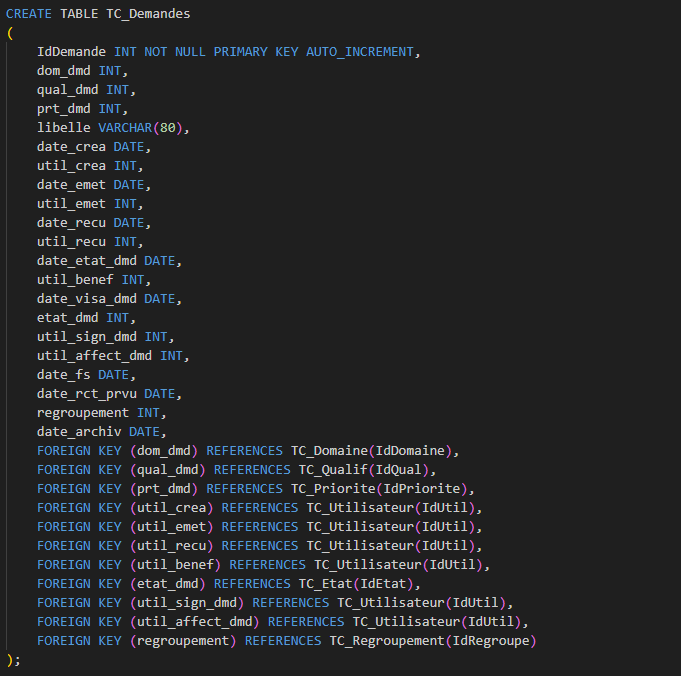 CREATE TABLE TC_Demandes
(
IdDemande INT NOT NULL PRIMARY KEY AUTO_INCREMENT,
dom_dmd INT,
qual_dmd INT,
prt_dmd INT,
libelle VARCHAR(80),
date_crea DATE,
util_crea INT,
date_emet DATE,
util_emet INT,
date_recu DATE,
util_recu INT,
date_etat_dmd DATE,
util_benef INT,
date_visa_dmd DATE,
etat_dmd INT,
util_sign_dmd INT,
util_affect_dmd INT,
date_fs DATE,
date_rct_prvu DATE,
regroupement INT,
date_archiv DATE,
FOREIGN KEY (dom_dmd) REFERENCES TC_Domaine(IdDomaine),
FOREIGN KEY (qual_dmd) REFERENCES TC_Qualif(IdQual),
FOREIGN KEY (prt_dmd) REFERENCES TC_Priorite(IdPriorite),
FOREIGN KEY (util_crea) REFERENCES TC_Utilisateur(IdUtil),
FOREIGN KEY (util_emet) REFERENCES TC_Utilisateur(IdUtil),
FOREIGN KEY (util_recu) REFERENCES TC_Utilisateur(IdUtil),
FOREIGN KEY (util_benef) REFERENCES TC_Utilisateur(IdUtil),
FOREIGN KEY (etat_dmd) REFERENCES TC_Etat(IdEtat),
FOREIGN KEY (util_sign_dmd) REFERENCES TC_Utilisateur(IdUtil),
FOREIGN KEY (util_affect_dmd) REFERENCES TC_Utilisateur(IdUtil),
FOREIGN KEY (regroupement) REFERENCES TC_Regroupement(IdRegroupe)
);